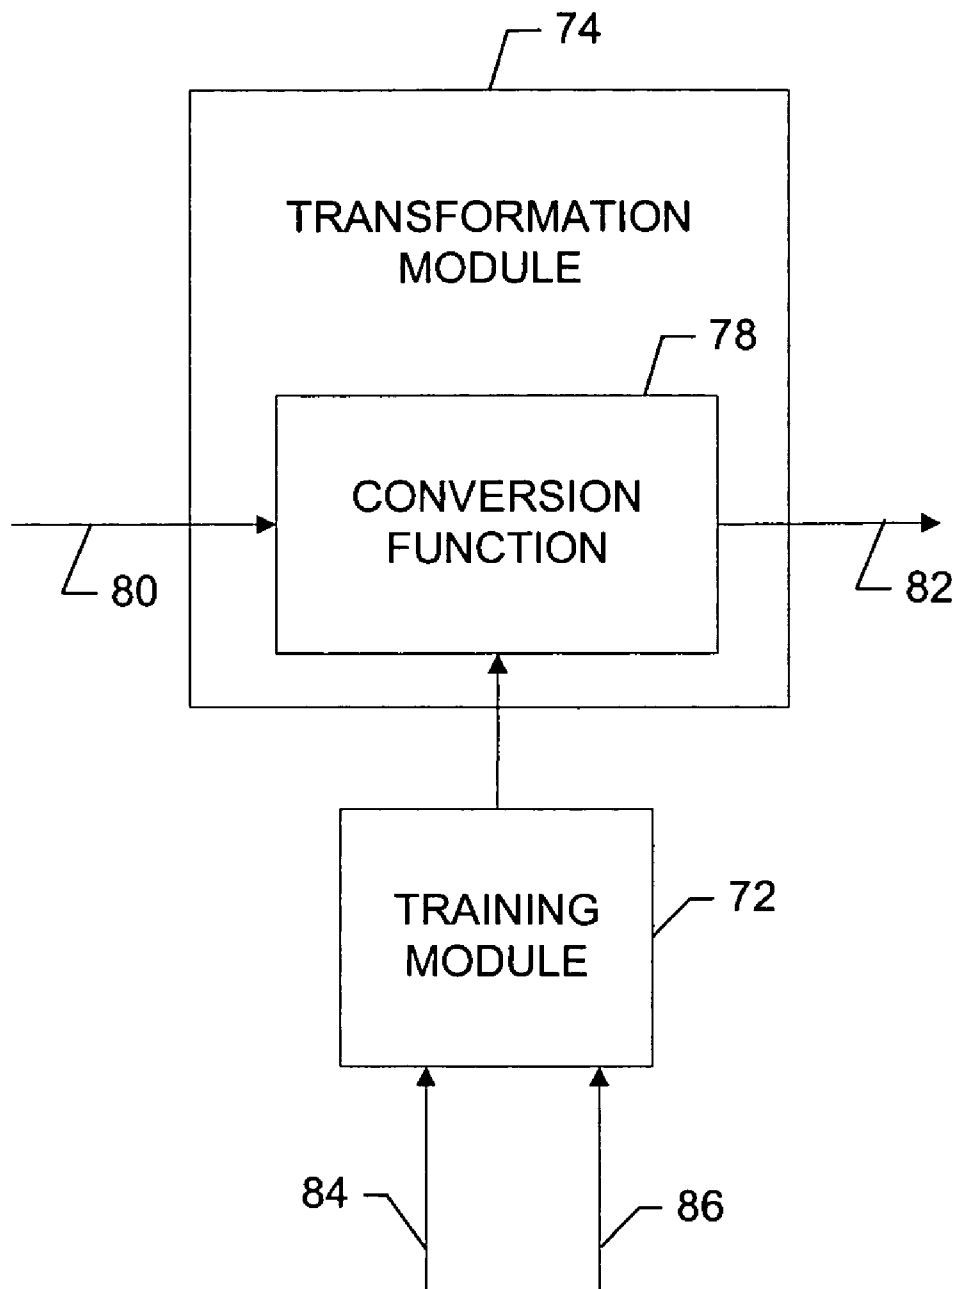 74
TRANSFORMATION
MODULE
78
CONVERSION
FUNCTION
80
82
TRAINING
MODULE
72
84
86